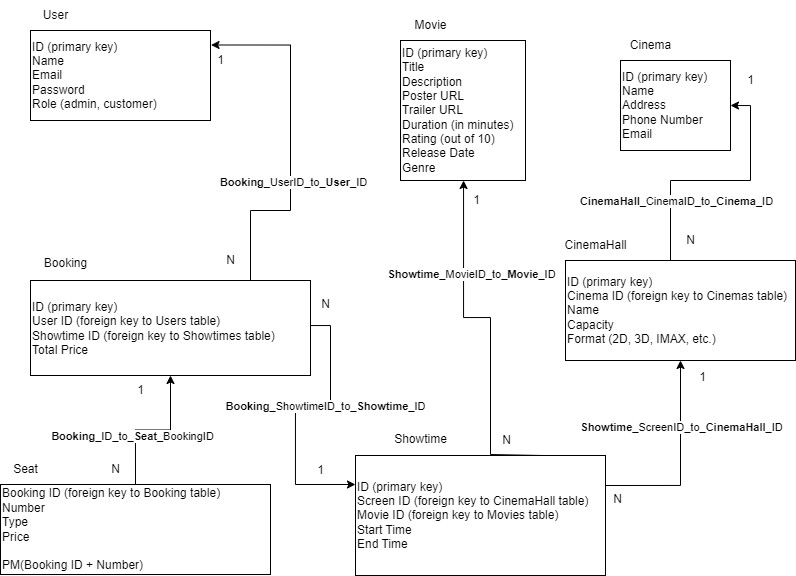 User
ID (primary key)
Name
Email
Password
Role (admin, customer)
1
Movie
ID (primary key)
Title
Description
Poster URL
Trailer URL
Duration (in minutes)
Rating (out of 10)
Release Date
Genre
1
Cinema
ID (primary key)
Name
Address
Phone Number
Email
1
Booking_UserID_to_User_ID
N
CinemaHall_CinemaID_to_Cinema_ID
N
Booking
ID (primary key)
User ID (foreign key to Users table)
Showtime ID (foreign key to Showtimes table)
Total Price
N
1
Showtime_MovieID_to_Movie_ID
N
CinemaHall
ID (primary key)
Cinema ID (foreign key to Cinemas table)
Name
Capacity
Format (2D, 3D, IMAX, etc.)
1
Booking_ShowtimeID_to_Showtime_ID
1
Showtime_ScreenID_to_CinemaHall_ID
N
Booking_ID_to_Seat_BookingID
N
Seat
Booking ID (foreign key to Booking table)
Number
Type
Price
PM(Booking ID + Number)
Showtime
ID (primary key)
Screen ID (foreign key to CinemaHall table)
Movie ID (foreign key to Movies table)
Start Time
End Time